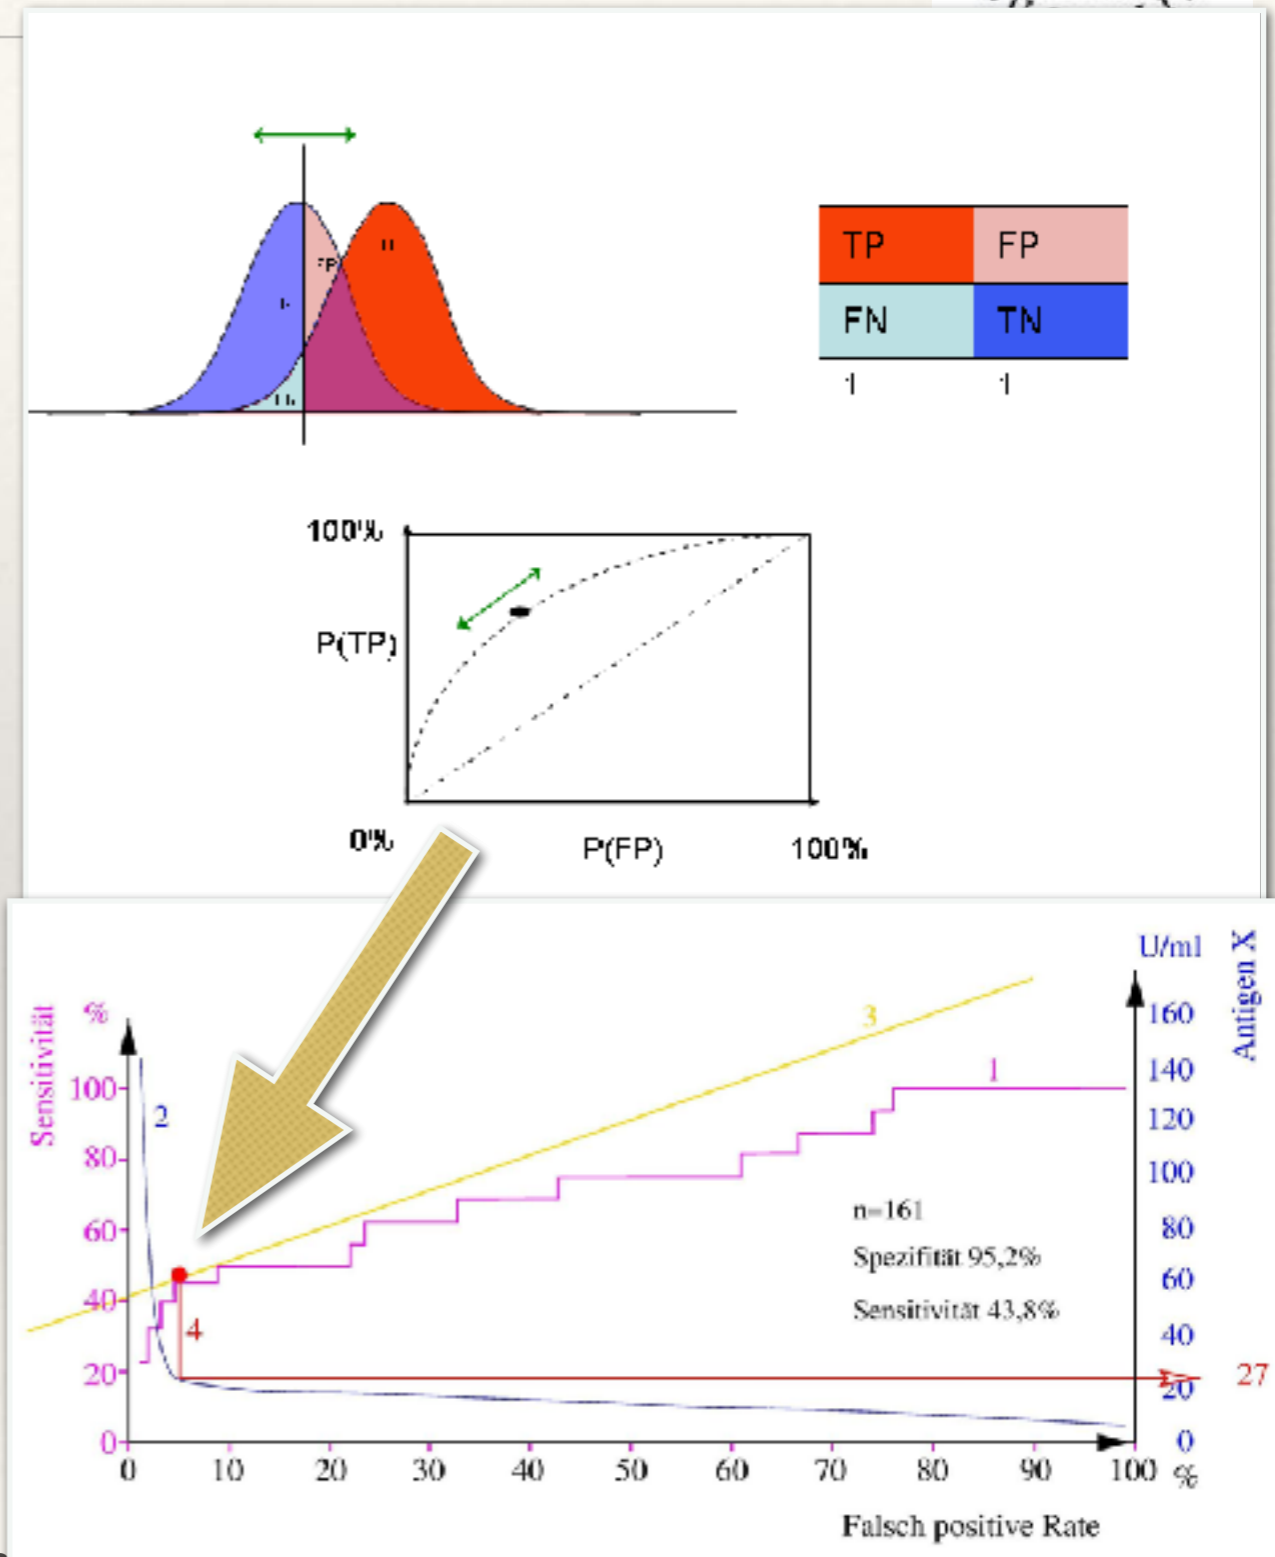 FP
TP FP
FN TN
1 1
100%
P(TP)
0% P(FP) 100%
U/ml
Antigen X
Sensitivität
%
3
160
1
140
100
2
120
80
100
n=161
60
80
Spezifität 95,2%
60
40
Sensitivität 43,8%
4
40
20
27
20
0
0
0 10 20 30 40 50 60 70 80 90 100 %
Falsch positive Rate